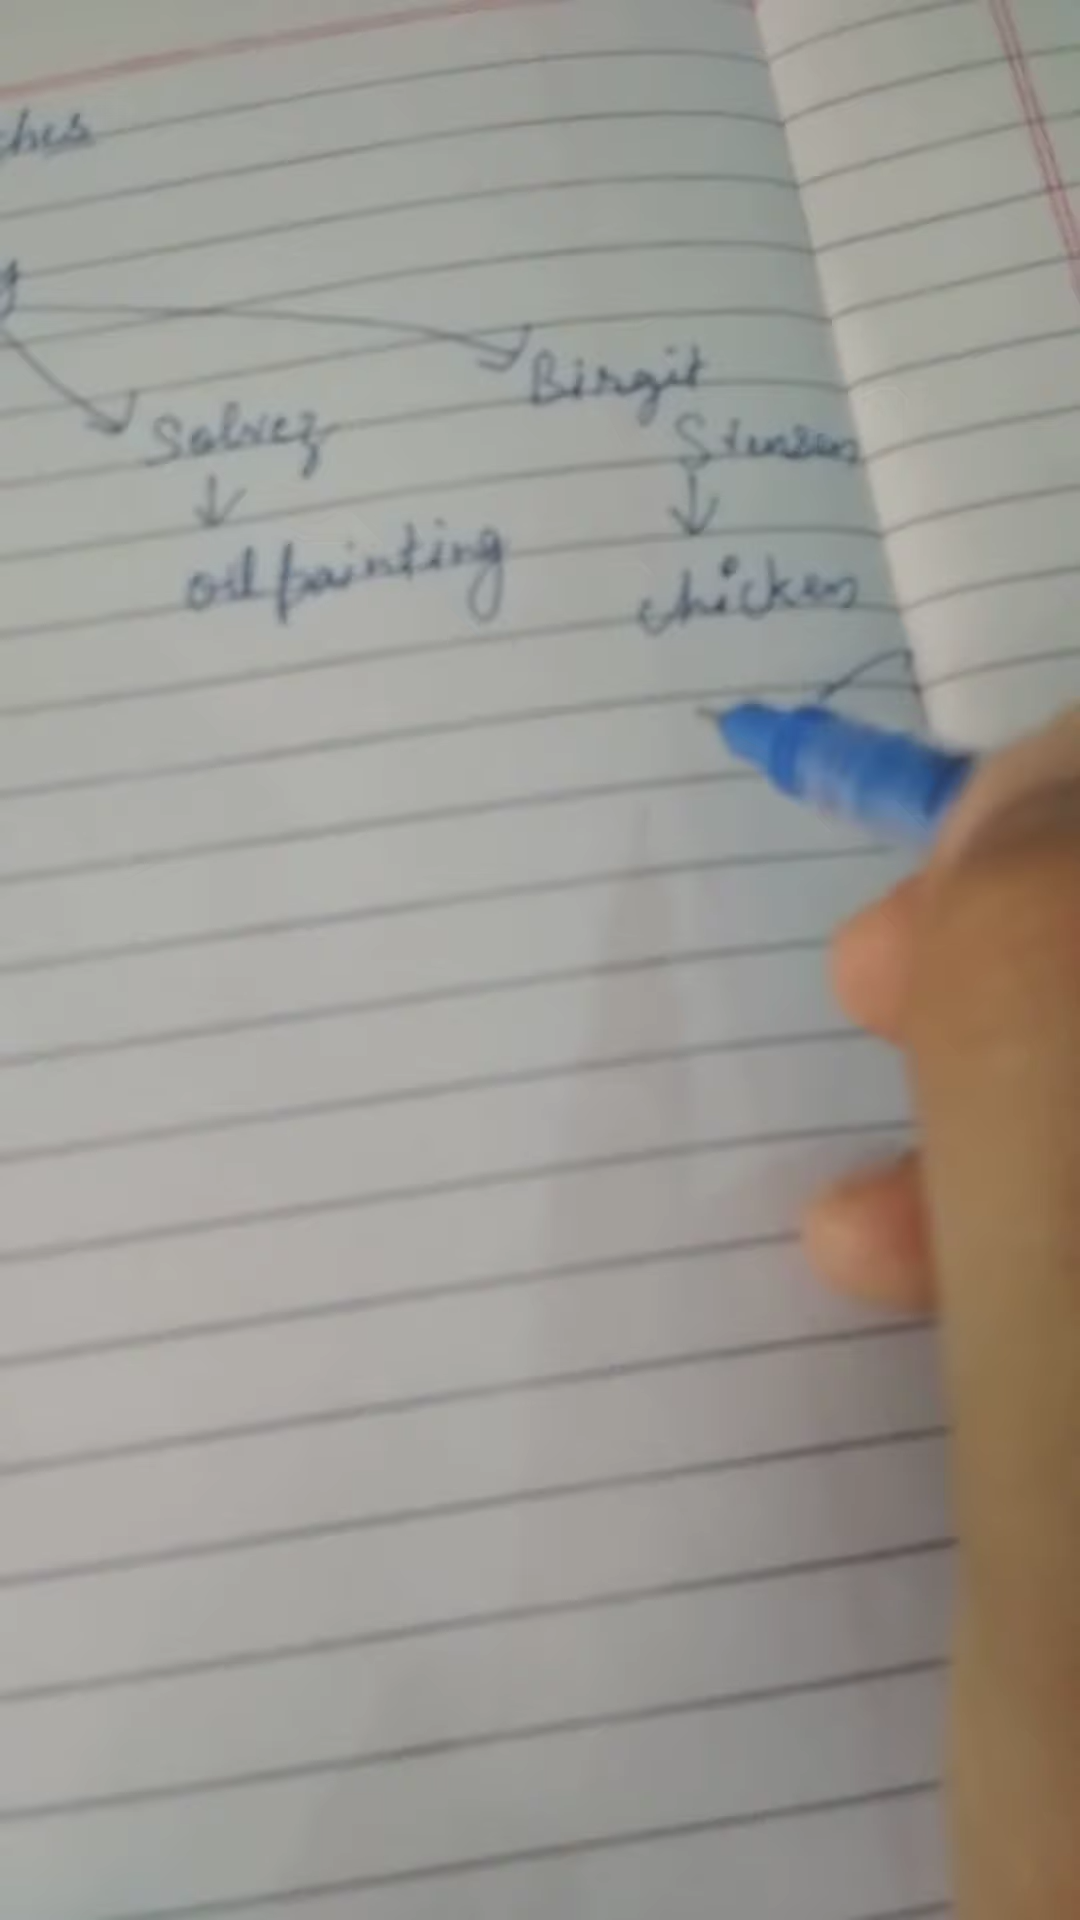 Salvez
Birgit
Stensen
oil painting
chicken